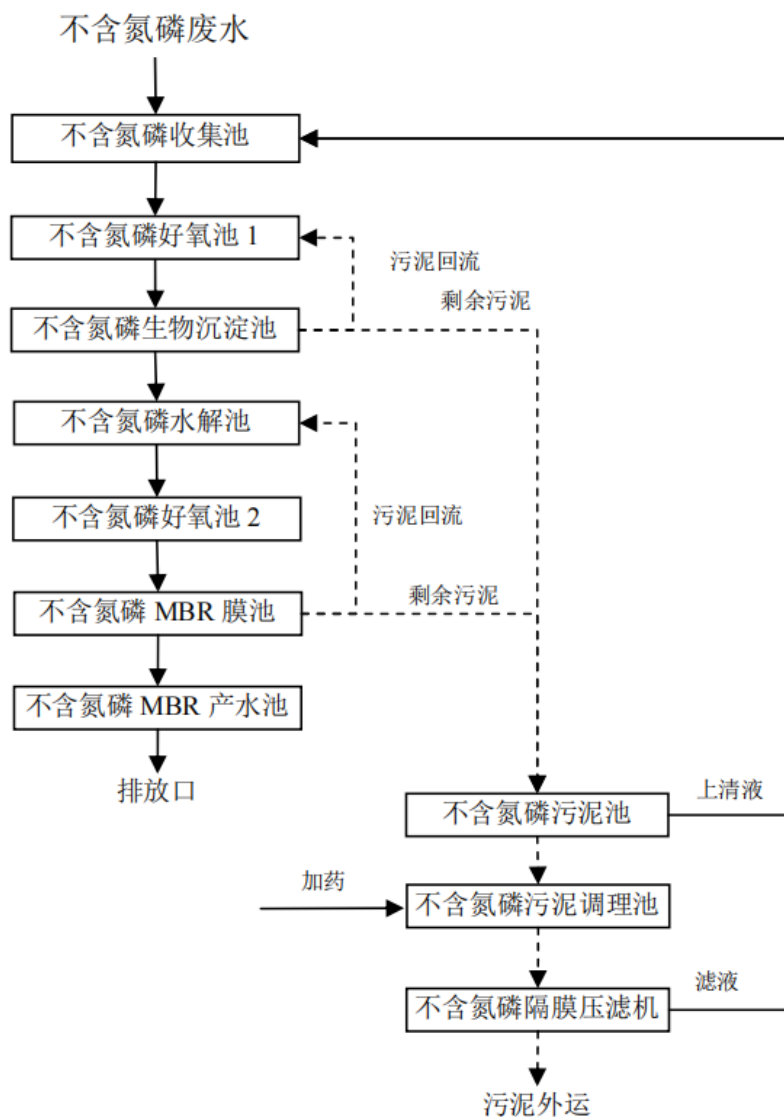 不含氮磷废水
不含氮磷收集池
不含氮磷好氧池 1
污泥回流
剩余污泥
不含氮磷生物沉淀池
不含氮磷水解池
不含氮磷好氧池 2
污泥回流
剩余污泥
不含氮磷 MBR 膜池
不含氮磷 MBR 产水池
排放口
不含氮磷污泥池
上清液
加药
不含氮磷污泥调理池
滤液
不含氮磷隔膜压滤机
污泥外运